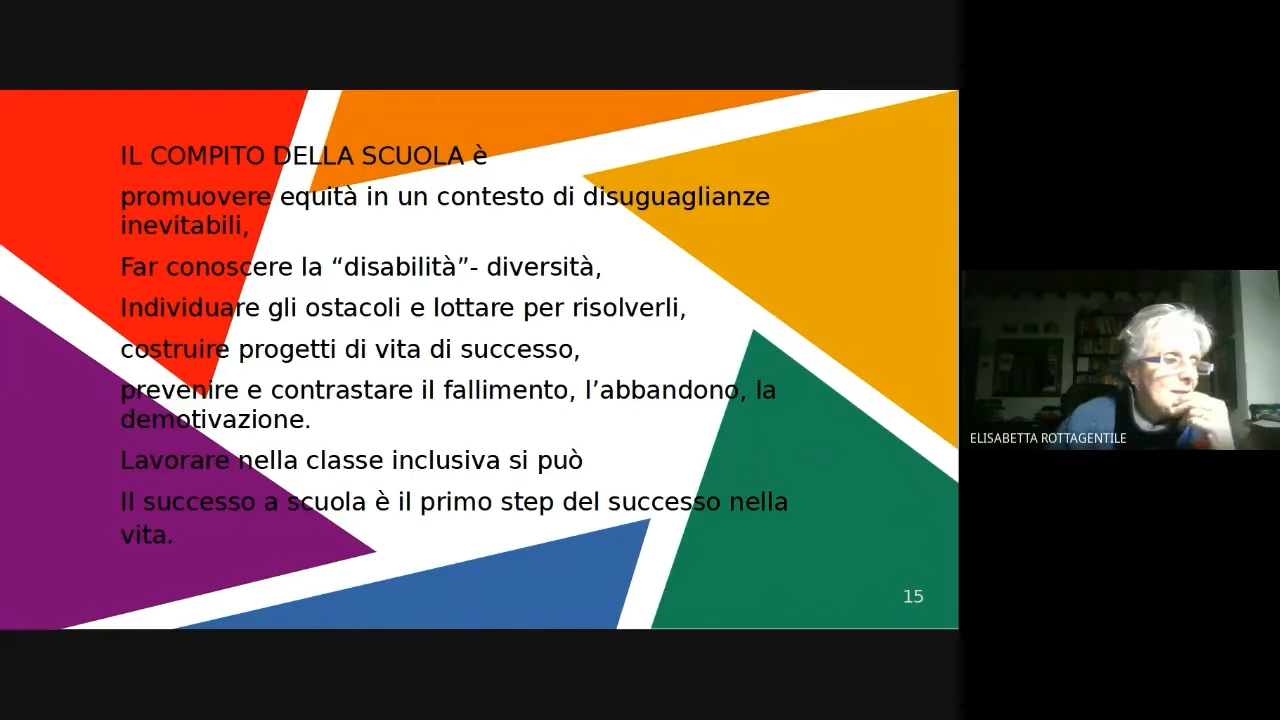 IL COMPITO DELLA SCUOLA è
promuovere equità in un contesto di disuguaglianze
inevitabili,
Far conoscere la “disabilità”- diversità,
Individuare gli ostacoli e lottare per risolverli,
costruire progetti di vita di successo,
prevenire e contrastare il fallimento, l’abbandono, la
demotivazione.
Lavorare nella classe inclusiva si può
Il successo a scuola è il primo step del successo nella
vita.
15
ELISABETTA ROTTAGENTILE